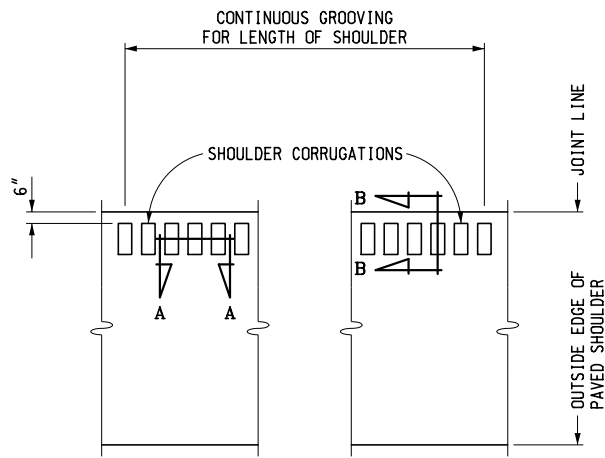 CONTINUOUS GROOVING
FOR LENGTH OF SHOULDER
6"
SHOULDER CORRUGATIONS
JOINT LINE
B
B
A
A
OUTSIDE EDGE OF
PAVED SHOULDER